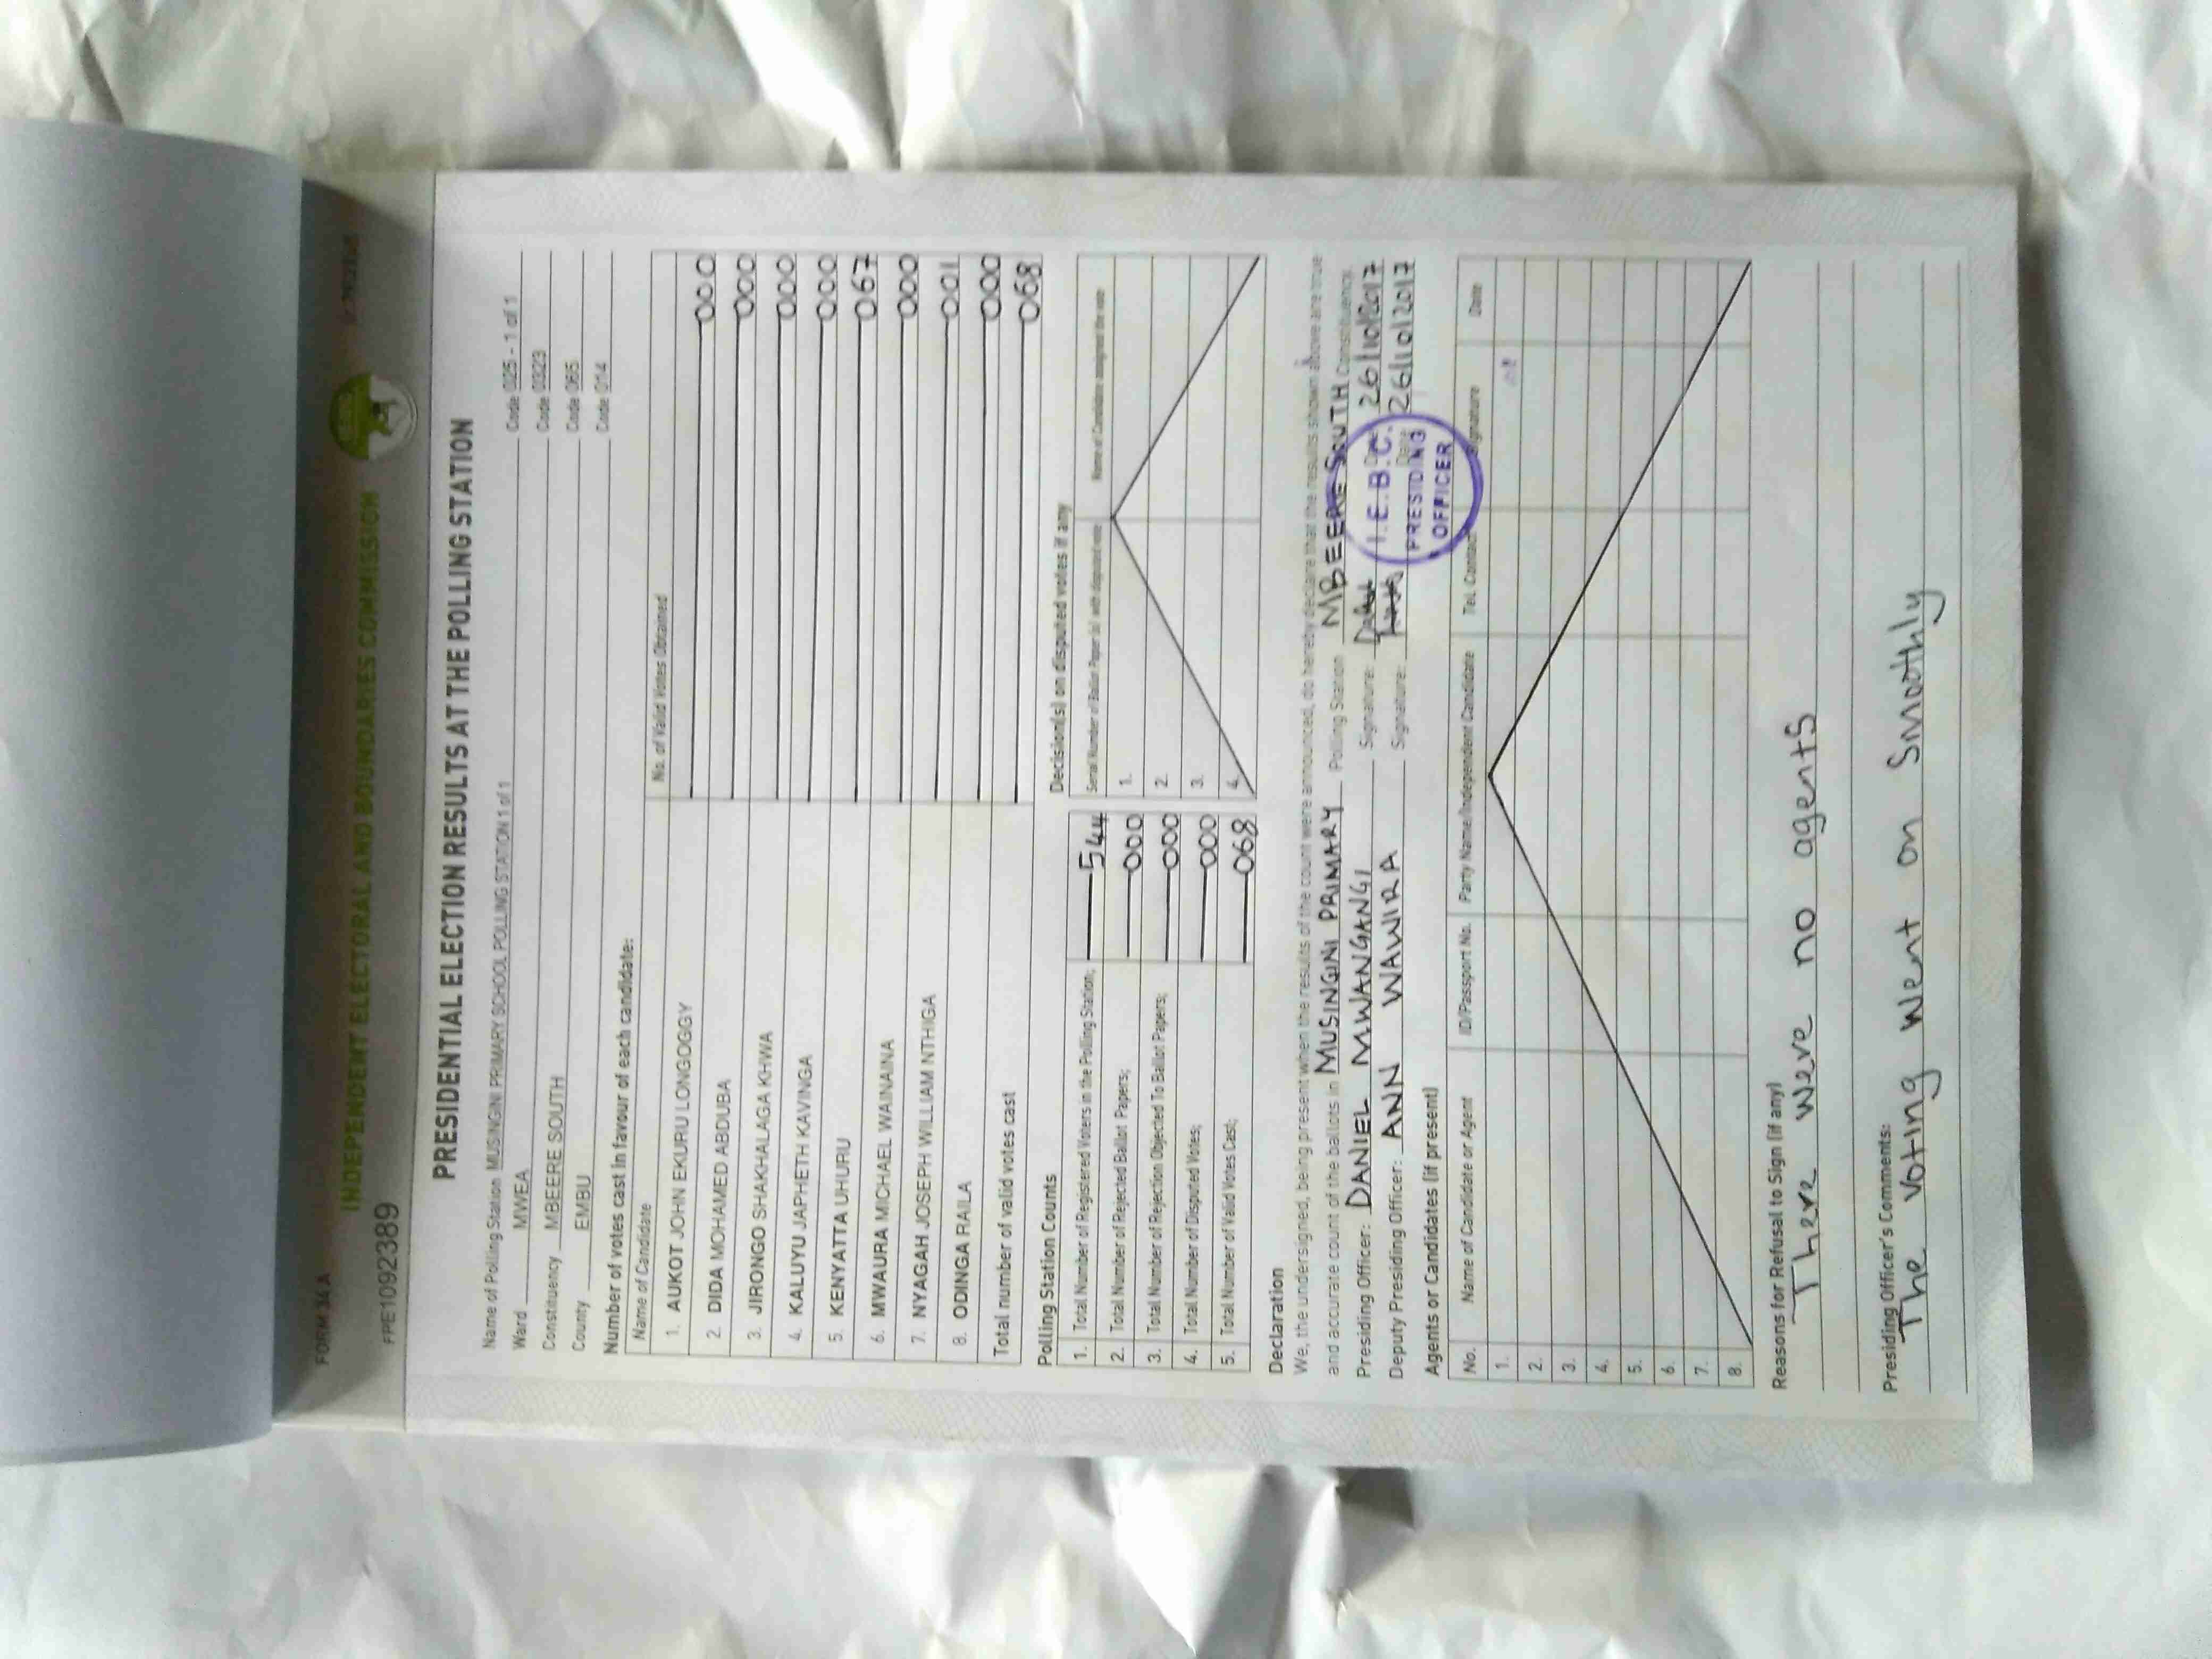 FORM 34A
INDEPENDENT ELECTORAL AND BOUNDARIES COMMISSION
FPE1092389
PRESIDENTIAL ELECTION RESULTS AT THE POLLING STATION
Name of Polling Station MUSINGINI PRIMARY SCHOOL POLLING STATION 1 of 1 Code 025 - 1 of 1
Ward MVEA Code 0323
Constituency MBEERE SOUTH Code 065
County EMBU Code 014
Number of votes cast in favour of each candidate:
Name of Candidate No. of Valid Votes Obtained
1. AUKOT JOHN EKURU LONGOGGY 000
2. DIDA MOHAMED ABDUBA 000
3. JIRONGO SHAKHALAGA KHWA 000
4. KALUYU JAPHETH KAVINGA 000
5. KENYATTA UHURU 067
6. MWAURA MICHAEL WAINAINA 000
7. NYAGAH JOSEPH WILLIAM NTHIGA 001
8. ODINGA RAILA 000
Total number of valid votes cast 068
Polling Station Counts
1. Total Number of Registered Voters in the Polling Station; 544
2. Total Number of Rejected Ballot Papers; 000
3. Total Number of Rejection Objected To Ballot Papers; 000
4. Total Number of Disputed Votes; 000
5. Total Number of Valid Votes Cast; 068
Decision(s) on disputed votes if any
Serial Number of Ballot Paper (s) with disputed vote Name of Candidate assigned the vote
1.
2.
3.
4.
Declaration
We, the undersigned, being present when the results of the count were announced, do hereby declare that the results shown above are true
and accurate count of the ballots in MUSINGINI PRIMARY Polling Station MBEERE SOUTH Constituency.
Presiding Officer: DANIEL MWANGANGI Signature: Date 26/10/2017
Deputy Presiding Officer: ANN WAWIRA Signature: Date 26/10/2017
I.E.B.C.
PRESIDING
OFFICER
Agents or Candidates (if present)
No. Name of Candidate or Agent ID/Passport No. Party Name/Independent Candidate Tel. Contact Signature Date
1.
2.
3.
4.
5.
6.
7.
8.
Reasons for Refusal to Sign (if any)
There were no agents
Presiding Officer's Comments:
The voting went on smoothly